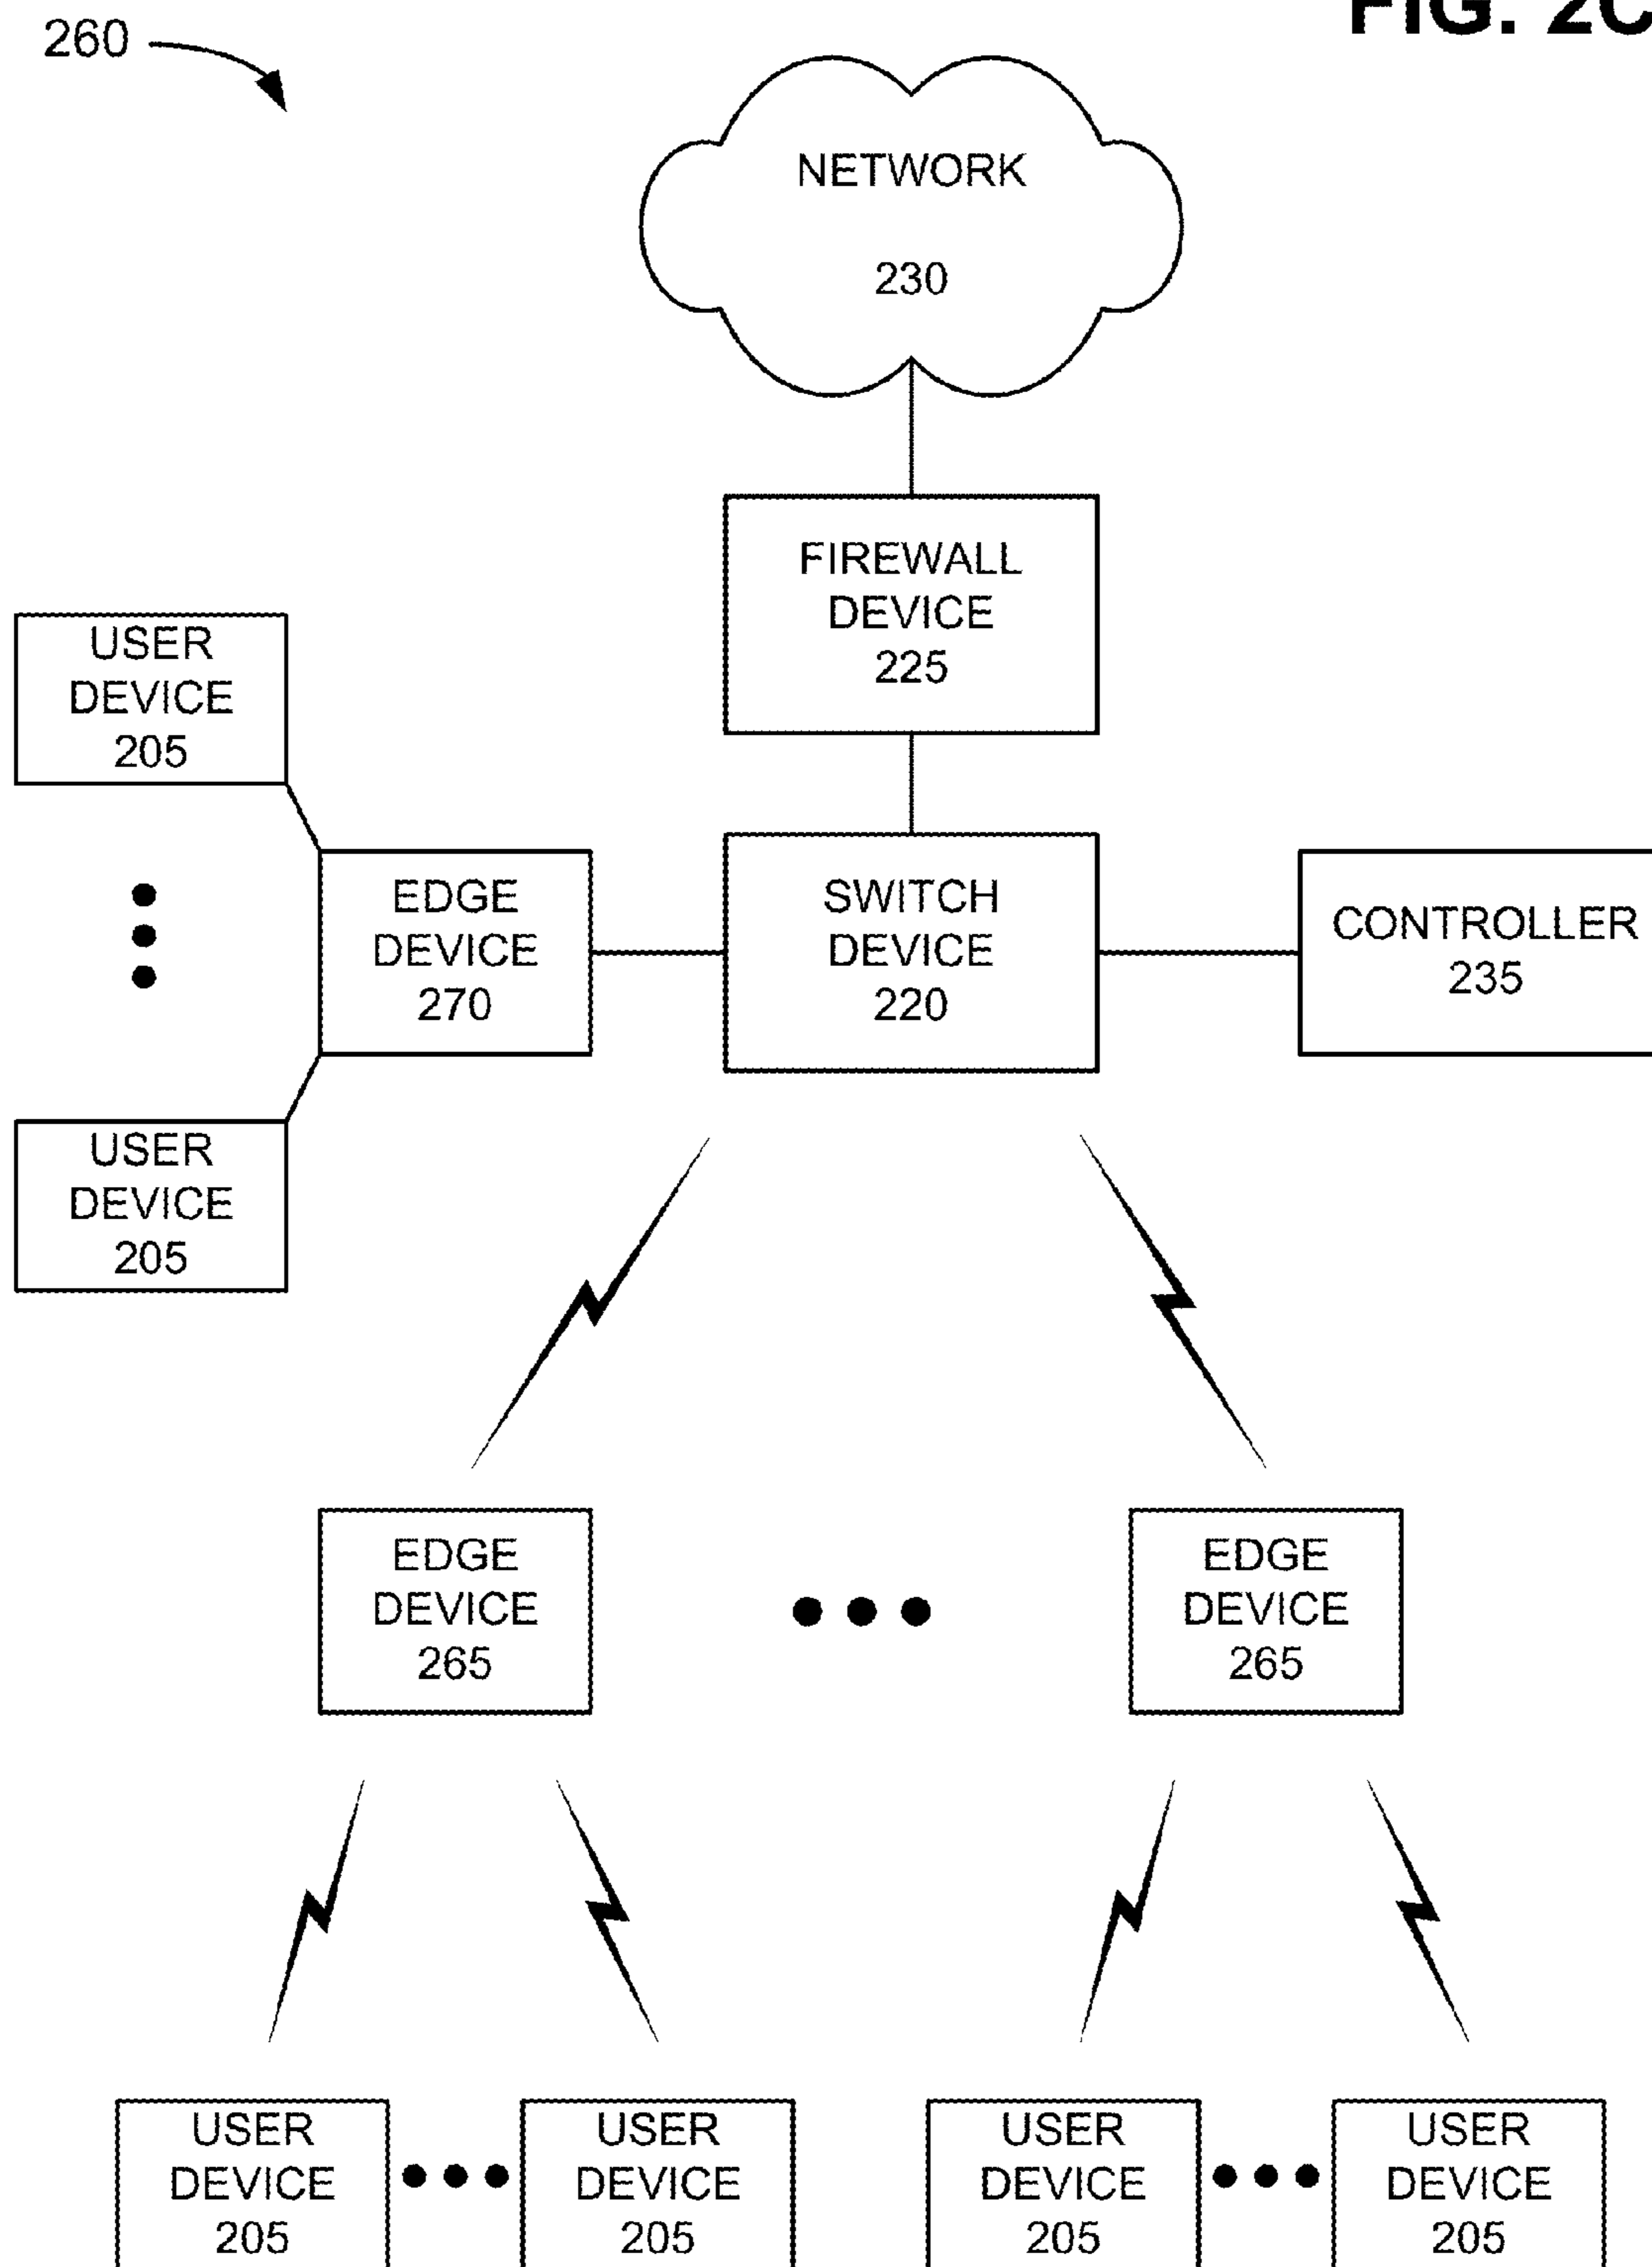 260
FIG. 2C
NETWORK
230
FIREWALL
DEVICE
225
USER
DEVICE
205
EDGE
DEVICE
270
SWITCH
DEVICE
220
CONTROLLER
235
USER
DEVICE
205
EDGE
DEVICE
265
EDGE
DEVICE
265
USER
DEVICE
205
USER
DEVICE
205
USER
DEVICE
205
USER
DEVICE
205